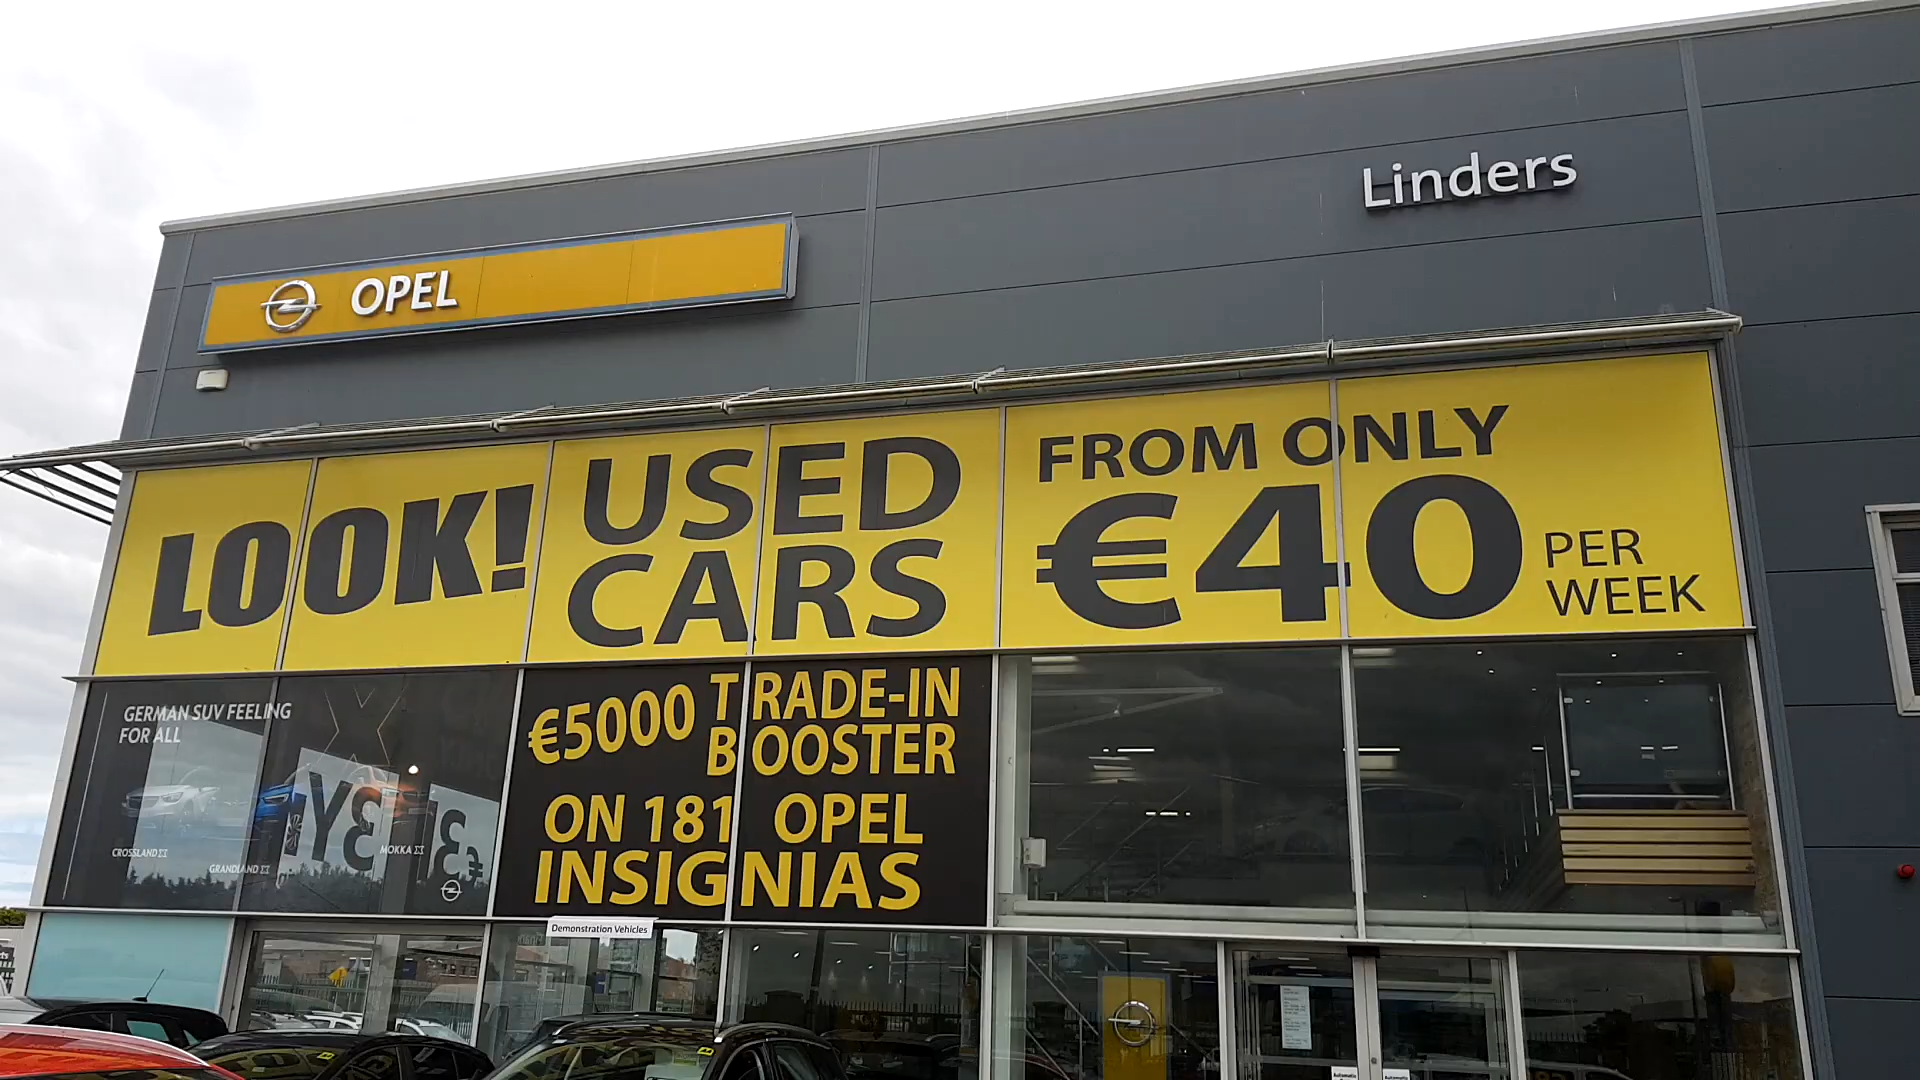 Linders
OPEL
LOOK!
USED
CARS
FROM ONLY
€40
PER
WEEK
GERMAN SUV FEELING
FOR ALL
CROSSLAND X
GRANDLAND X
MOKKA X
€5000 TRADE-IN
BOOSTER
ON 181 OPEL
INSIGNIAS
Demonstration Vehicles